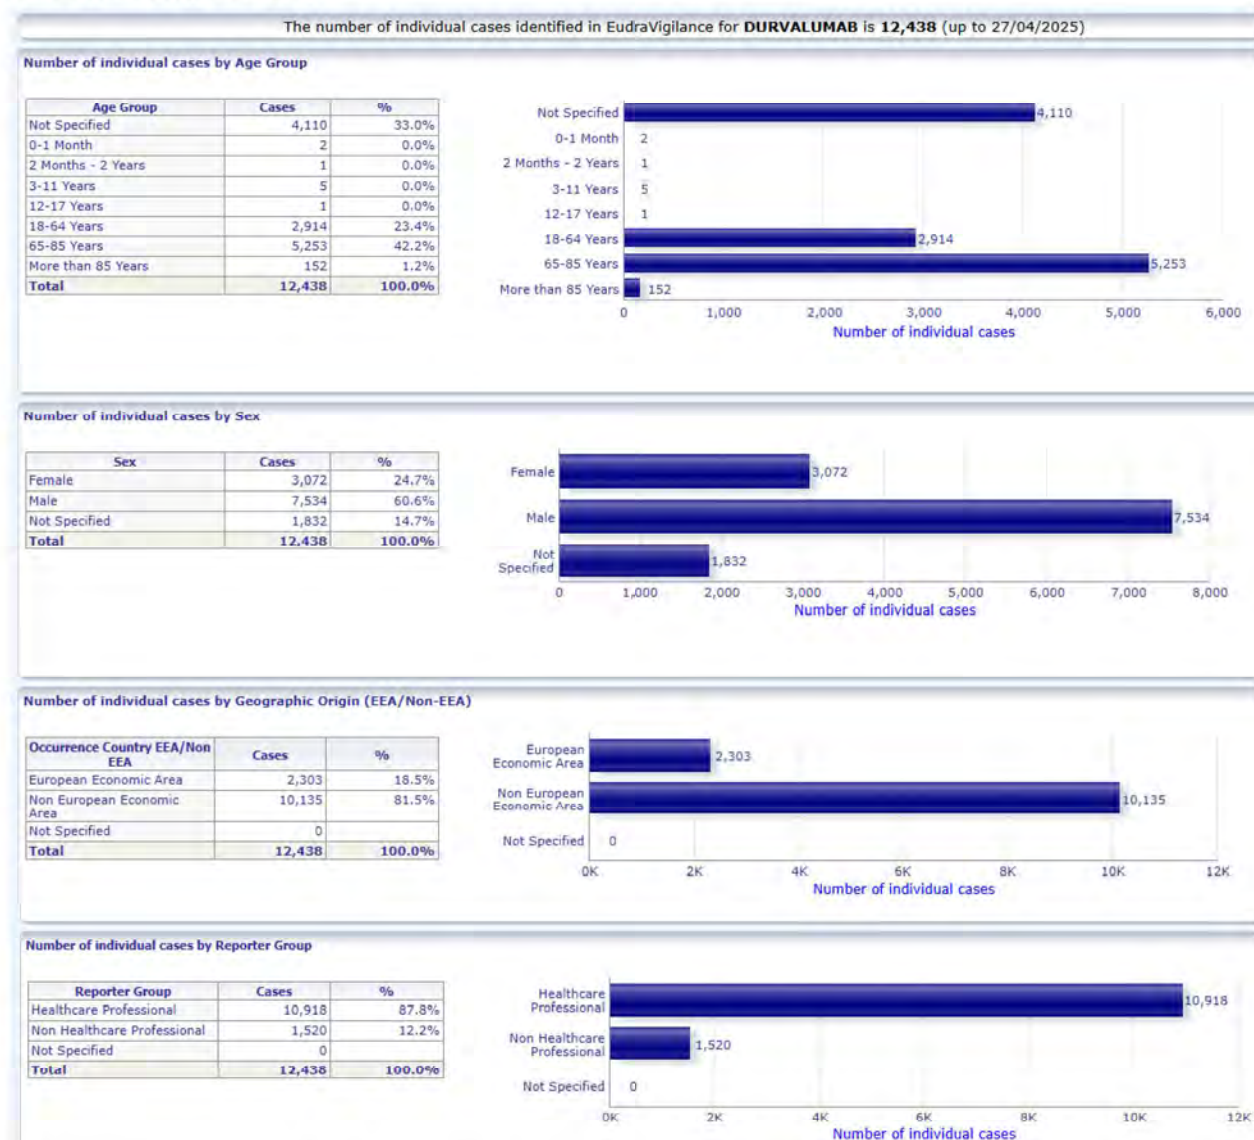 The number of individual cases identified in EudraVigilance for DURVALUMAB is 12,438 (up to 27/04/2025)
Number of individual cases by Age Group
Age Group Cases %
Not Specified 4,110 33.0%
0-1 Month 2 0.0%
2 Months - 2 Years 1 0.0%
3-11 Years 5 0.0%
12-17 Years 1 0.0%
18-64 Years 2,914 23.4%
65-85 Years 5,253 42.2%
More than 85 Years 152 1.2%
Total 12,438 100.0%
Not Specified 4,110
0-1 Month 2
2 Months - 2 Years 1
3-11 Years 5
12-17 Years 1
18-64 Years 2,914
65-85 Years 5,253
More than 85 Years 152
0 1,000 2,000 3,000 4,000 5,000 6,000
Number of individual cases
Number of individual cases by Sex
Sex Cases %
Female 3,072 24.7%
Male 7,534 60.6%
Not Specified 1,832 14.7%
Total 12,438 100.0%
Female 3,072
Male 7,534
Not
Specified 1,832
0 1,000 2,000 3,000 4,000 5,000 6,000 7,000 8,000
Number of individual cases
Number of individual cases by Geographic Origin (EEA/Non-EEA)
Occurrence Country EEA/Non
EEA Cases %
European Economic Area 2,303 18.5%
Non European Economic
Area 10,135 81.5%
Not Specified 0
Total 12,438 100.0%
European
Economic Area 2,303
Non European
Economic Area 10,135
Not Specified 0
0K 2K 4K 6K 8K 10K 12K
Number of individual cases
Number of individual cases by Reporter Group
Reporter Group Cases %
Healthcare Professional 10,918 87.8%
Non Healthcare Professional 1,520 12.2%
Not Specified 0
Total 12,438 100.0%
Healthcare
Professional 10,918
Non Healthcare
Professional 1,520
Not Specified 0
0K 2K 4K 6K 8K 10K 12K
Number of individual cases